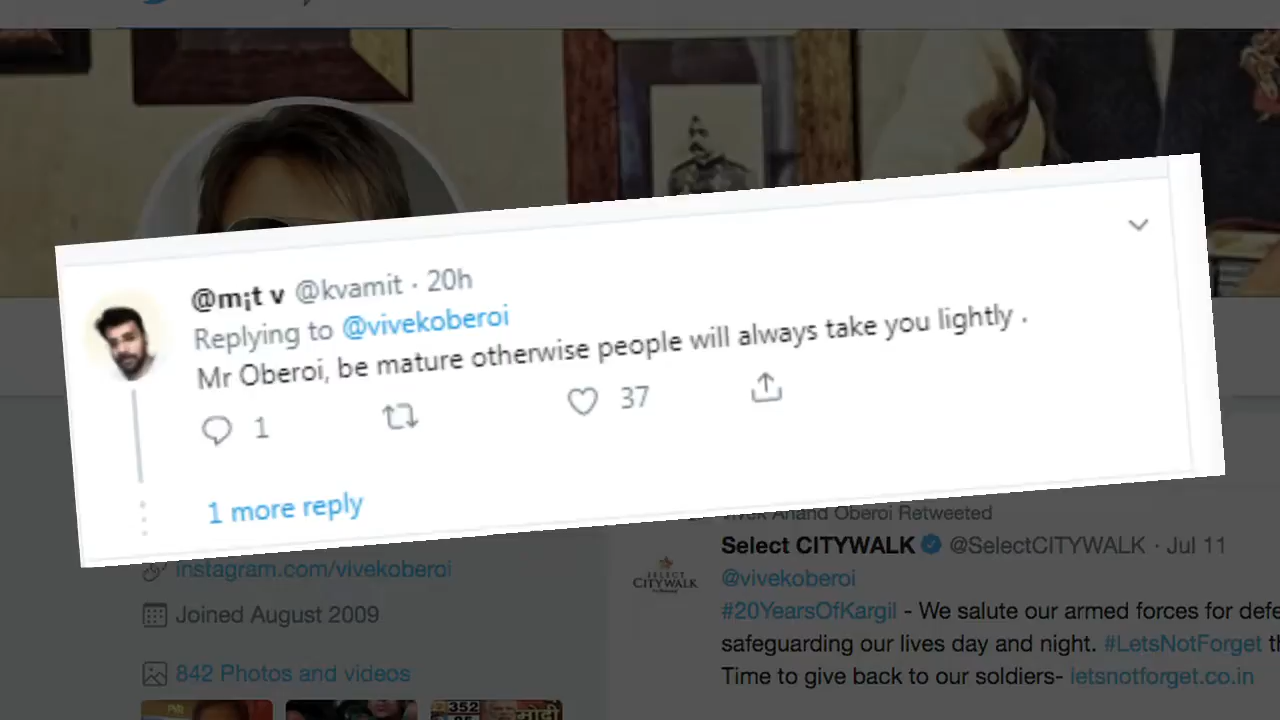 @m¡t v @kvamit · 20h
Replying to @vivekoberoi
Mr Oberoi, be mature otherwise people will always take you lightly .
1
37
1 more reply
Vivek Anand Oberoi Retweeted
Select CITYWALK @SelectCITYWALK · Jul 11
SELECT
CITYWALK
@vivekoberoi
#20YearsOfKargil - We salute our armed forces for
safeguarding our lives day and night. #LetsNotForget
Time to give back to our soldiers- letsnotforget.co.in
instagram.com/vivekoberoi
Joined August 2009
842 Photos and videos
352
मोदी